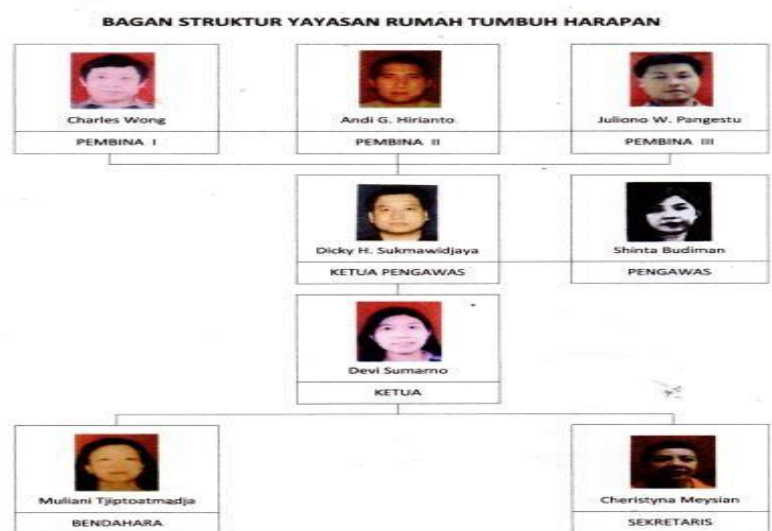 BAGAN STRUKTUR YAYASAN RUMAH TUMBUH HARAPAN
Charles Wong
PEMBINA I
Andi G. Hirianto
PEMBINA II
Juliono W. Pangestu
PEMBINA III
Dicky H. Sukmawidjaya
KETUA PENGAWAS
Shinta Budiman
PENGAWAS
Devi Sumarno
KETUA
Muliani Tjiptoatmadja
BENDAHARA
Cheristyna Meysian
SEKRETARIS